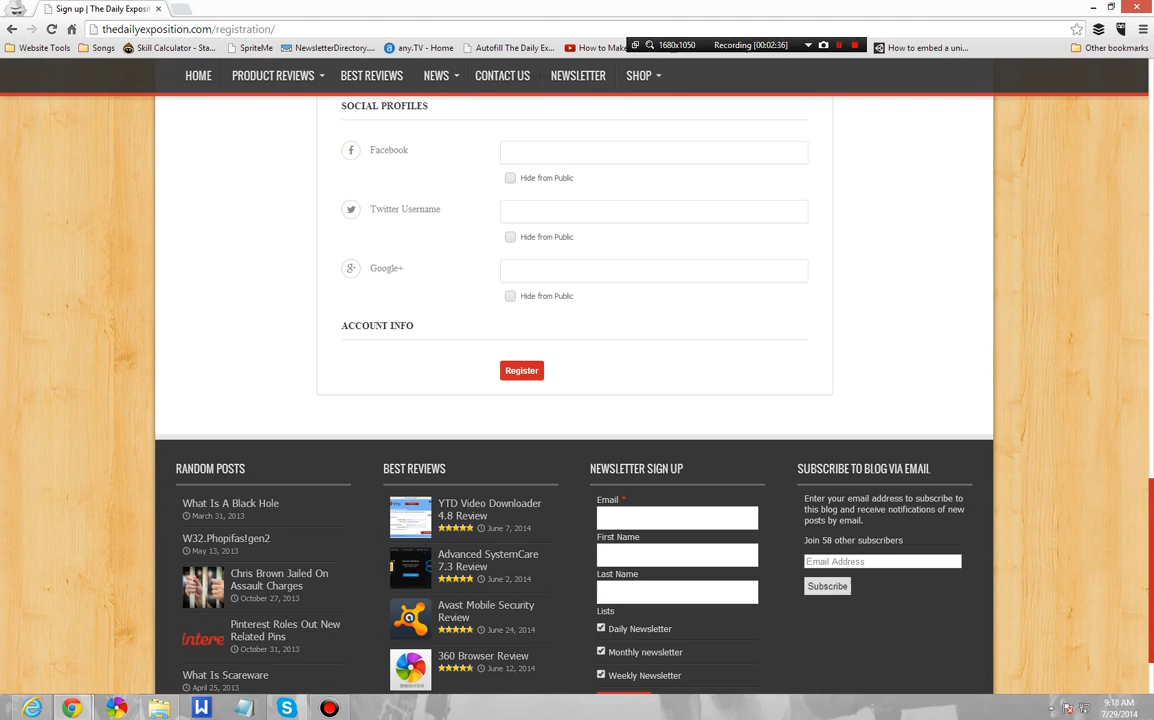 Sign up | The Daily Exposit
thedailyexposition.com/registration/
Website Tools
Songs
Skill Calculator - Sta...
SpriteMe
NewsletterDirectory....
any.TV - Home
Autofill The Daily Ex...
How to Make
1680x1050
Recording [00:02:36]
How to embed a uni...
Other bookmarks
HOME
PRODUCT REVIEWS
BEST REVIEWS
NEWS
CONTACT US
NEWSLETTER
SHOP
SOCIAL PROFILES
Facebook
Hide from Public
Twitter Username
Hide from Public
Google+
Hide from Public
ACCOUNT INFO
Register
RANDOM POSTS
What Is A Black Hole
March 31, 2013
W32.Phopifas!gen2
May 13, 2013
Chris Brown Jailed On
Assault Charges
October 27, 2013
Pinterest Roles Out New
Related Pins
October 31, 2013
What Is Scareware
April 25, 2013
BEST REVIEWS
YTD Video Downloader
4.8 Review
June 7, 2014
Advanced SystemCare
7.3 Review
June 2, 2014
Avast Mobile Security
Review
June 24, 2014
360 Browser Review
June 12, 2014
NEWSLETTER SIGN UP
Email *
First Name
Last Name
Lists
Daily Newsletter
Monthly newsletter
Weekly Newsletter
SUBSCRIBE TO BLOG VIA EMAIL
Enter your email address to subscribe to
this blog and receive notifications of new
posts by email.
Join 58 other subscribers
Email Address
Subscribe
9:18 AM
7/29/2014